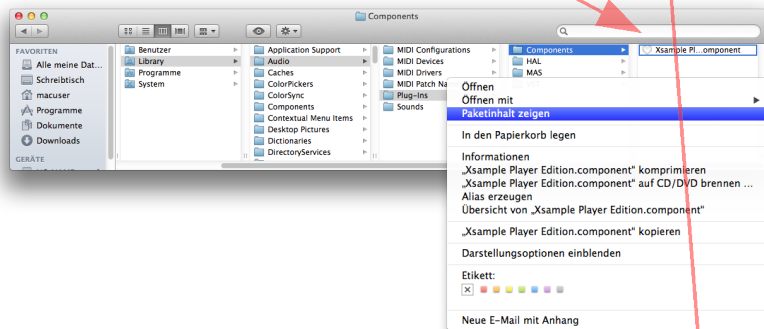 Components
FAVORITEN
Alle meine Dat...
Schreibtisch
macuser
Programme
Dokumente
Downloads
GERÄTE
Benutzer
Library
Programme
System
Application Support
Audio
Caches
ColorPickers
ColorSync
Components
Contextual Menu Items
Desktop Pictures
Dictionaries
DirectoryServices
MIDI Configurations
MIDI Devices
MIDI Drivers
MIDI Patch Na
Plug-Ins
Sounds
Components
HAL
MAS
Xsample Pl...omponent
Öffnen
Öffnen mit
Paketinhalt zeigen
In den Papierkorb legen
Informationen
„Xsample Player Edition.component" komprimieren
„Xsample Player Edition.component" auf CD/DVD brennen ...
Alias erzeugen
Übersicht von „Xsample Player Edition.component"
„Xsample Player Edition.component" kopieren
Darstellungsoptionen einblenden
Etikett:
Neue E-Mail mit Anhang